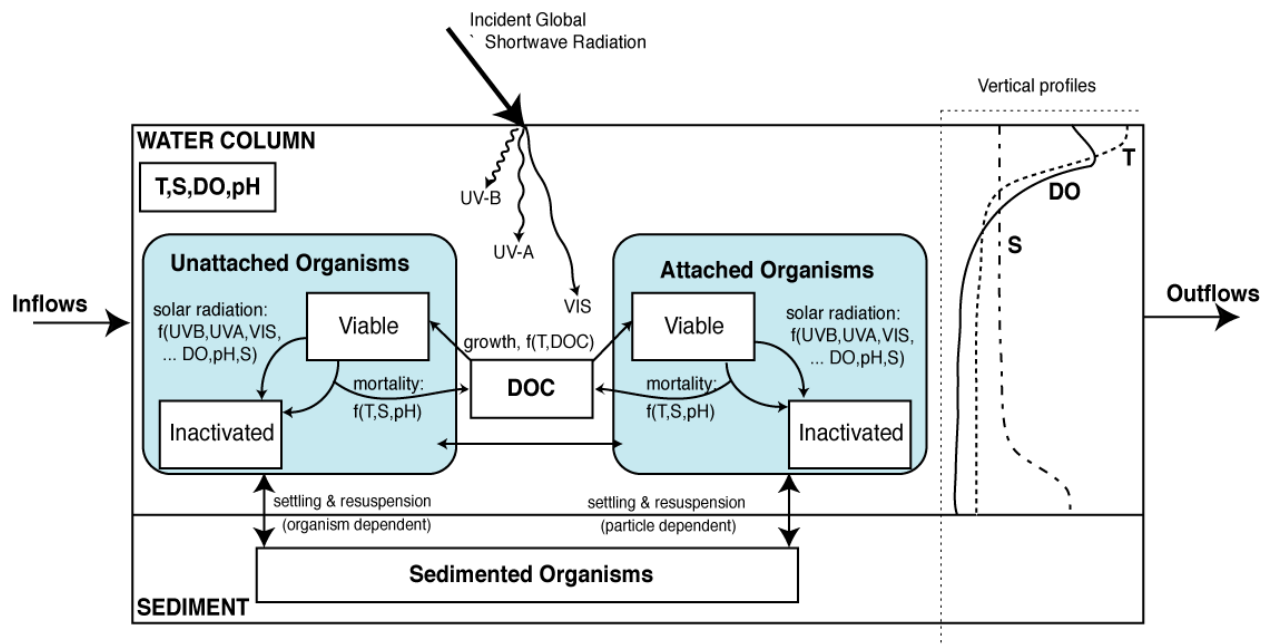 Incident Global
` Shortwave Radiation
Vertical profiles
WATER COLUMN
T,S,DO,pH
UV-B
UV-A
VIS
T
DO
S
Inflows
Outflows
Unattached Organisms
solar radiation:
f(UVB,UVA,VIS,
... DO,pH,S)
Viable
mortality:
f(T,S,pH)
Inactivated
growth, f(T,DOC)
DOC
Attached Organisms
Viable
solar radiation:
f(UVB,UVA,VIS,
... DO,pH,S)
mortality:
f(T,S,pH)
Inactivated
settling & resuspension
(organism dependent)
settling & resuspension
(particle dependent)
Sedimented Organisms
SEDIMENT